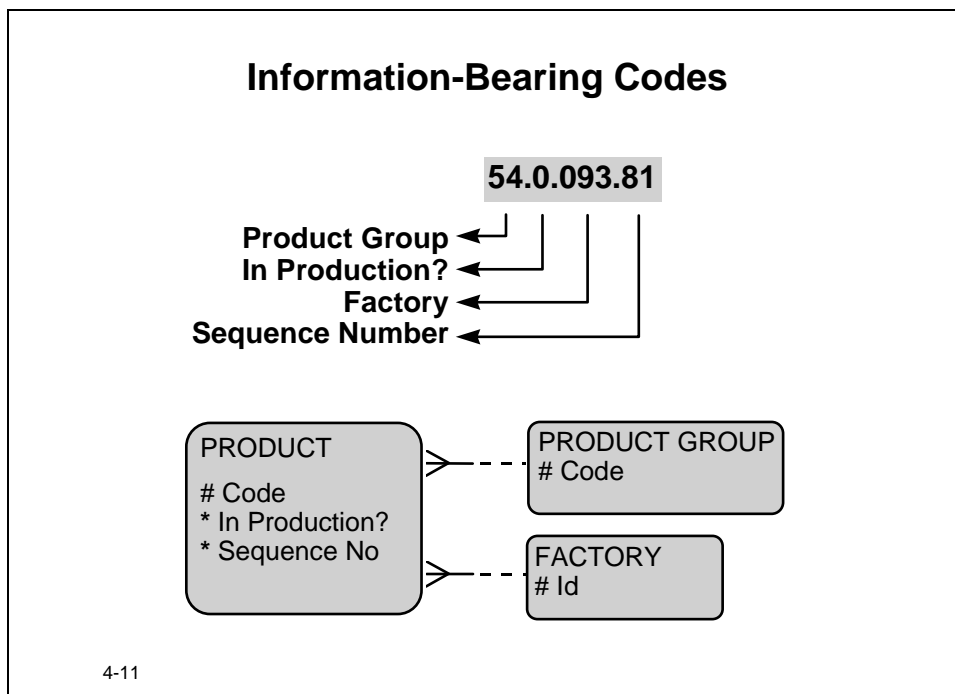 Information-Bearing Codes
54.0.093.81
Product Group
In Production?
Factory
Sequence Number
PRODUCT
# Code
* In Production?
* Sequence No
PRODUCT GROUP
# Code
FACTORY
# Id
4-11